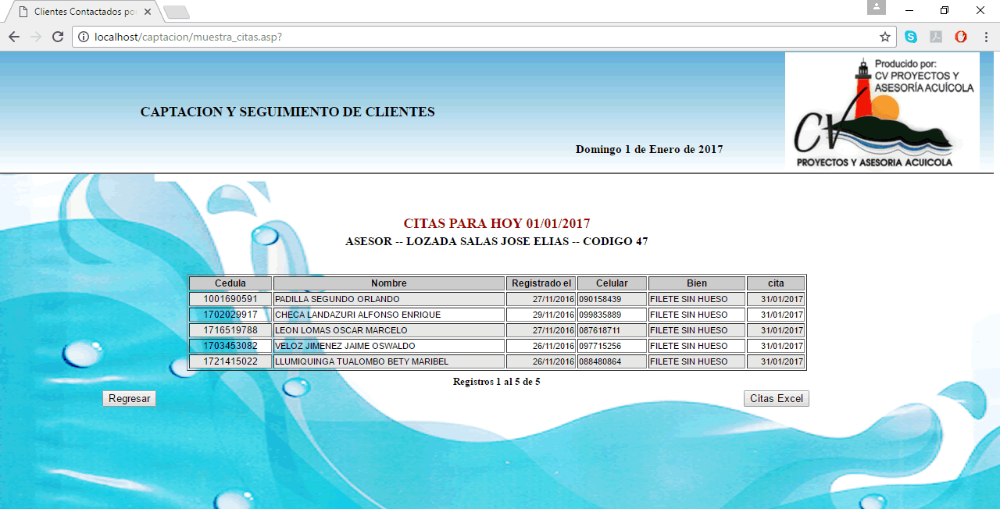 Clientes Contactados po
localhost/captacion/muestra_citas.asp?
Producido por:
CV PROYECTOS Y
ASESORÍA ACUÍCOLA
CAPTACION Y SEGUIMIENTO DE CLIENTES
CV
Domingo 1 de Enero de 2017
PROYECTOS Y ASESORIA ACUICOLA
CITAS PARA HOY 01/01/2017
ASESOR -- LOZADA SALAS JOSE ELIAS -- CODIGO 47
Cedula Nombre Registrado el Celular Bien cita
1001690591 PADILLA SEGUNDO ORLANDO 27/11/2016 090158439 FILETE SIN HUESO 31/01/2017
1702029917 CHECA LANDAZURI ALFONSO ENRIQUE 29/11/2016 099835889 FILETE SIN HUESO 31/01/2017
1716519788 LEON LOMAS OSCAR MARCELO 27/11/2016 087618711 FILETE SIN HUESO 31/01/2017
1703453082 VELOZ JIMENEZ JAIME OSWALDO 26/11/2016 097715256 FILETE SIN HUESO 31/01/2017
1721415022 LLUMIQUINGA TUALOMBO BETY MARIBEL 26/11/2016 088480864 FILETE SIN HUESO 31/01/2017
Registros 1 al 5 de 5
Regresar Citas Excel